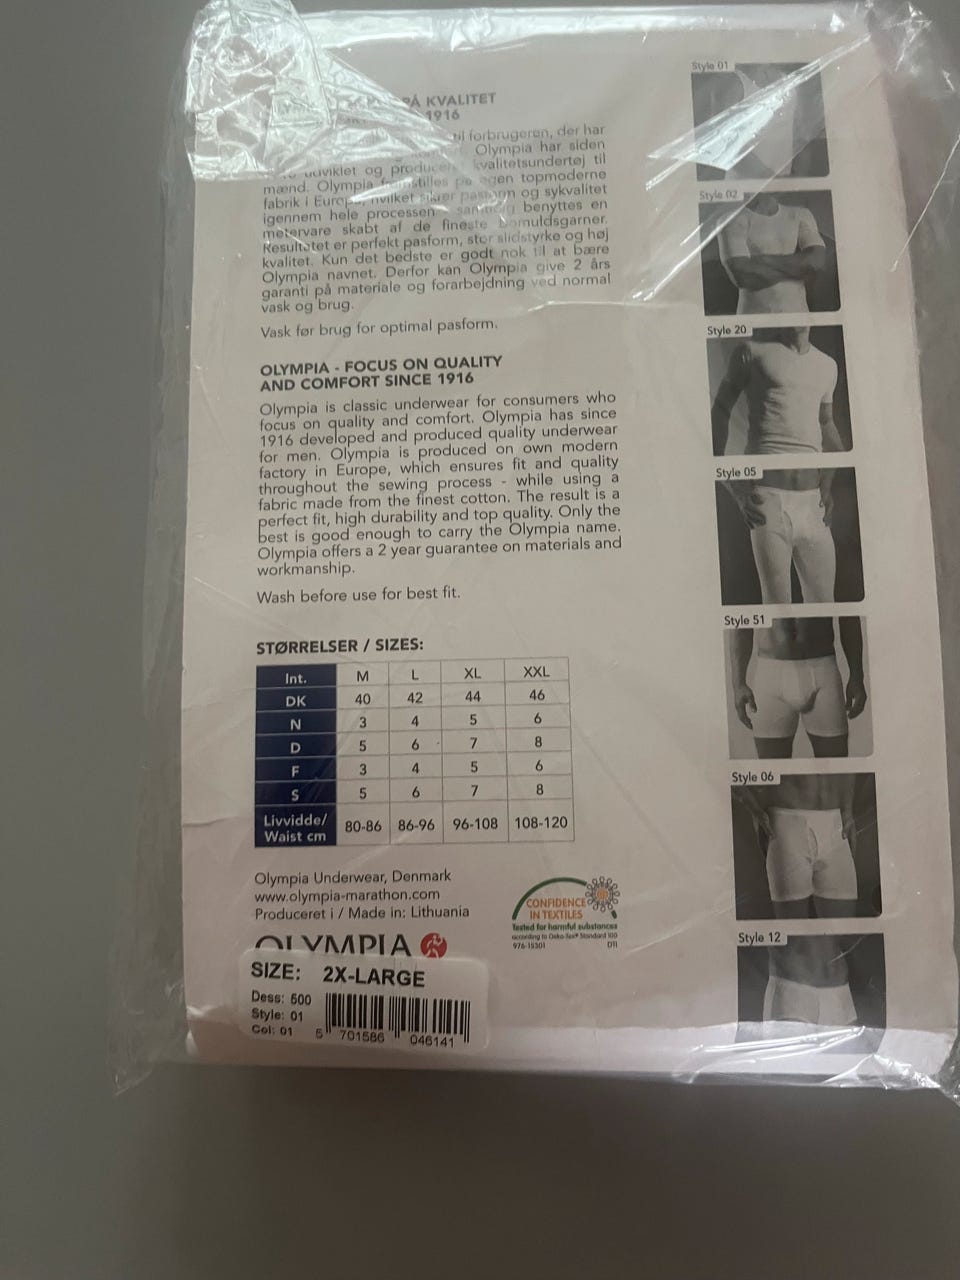 PÅ KVALITET
1916
til forbrugeren, der har
Olympia har siden
udviklet og producer kvalitetsundertøj til
mænd. Olympia fremstilles på egen topmoderne
fabrik i Europa, hvilket sikrer pasform og sykvalitet
igennem hele processen - samtidig benyttes en
metervare skabt af de fineste bomuldsgarner.
Resultatet er perfekt pasform, stor slidstyrke og høj
kvalitet. Kun det bedste er godt nok til at bære
Olympia navnet. Derfor kan Olympia give 2 års
garanti på materiale og forarbejdning ved normal
vask og brug.
Vask før brug for optimal pasform.
OLYMPIA - FOCUS ON QUALITY
AND COMFORT SINCE 1916
Olympia is classic underwear for consumers who
focus on quality and comfort. Olympia has since
1916 developed and produced quality underwear
for men. Olympia is produced on own modern
factory in Europe, which ensures fit and quality
throughout the sewing process - while using a
fabric made from the finest cotton. The result is a
perfect fit, high durability and top quality. Only the
best is good enough to carry the Olympia name.
Olympia offers a 2 year guarantee on materials and
workmanship.
Wash before use for best fit.
STØRRELSER / SIZES:
Int. M L XL XXL
DK 40 42 44 46
N 3 4 5 6
D 5 6 7 8
F 3 4 5 6
S 5 6 7 8
Livvidde/
Waist cm 80-86 86-96 96-108 108-120
Olympia Underwear, Denmark
www.olympia-marathon.com
Produceret i / Made in: Lithuania
CONFIDENCE
IN TEXTILES
Tested for harmful substances
according to Oeko-Tex® Standard 100
976-15301 DTI
OLYMPIA
SIZE: 2X-LARGE
Dess: 500
Style: 01
Col: 01
5 701586 046141
Style 01
Style 02
Style 20
Style 05
Style 51
Style 06
Style 12